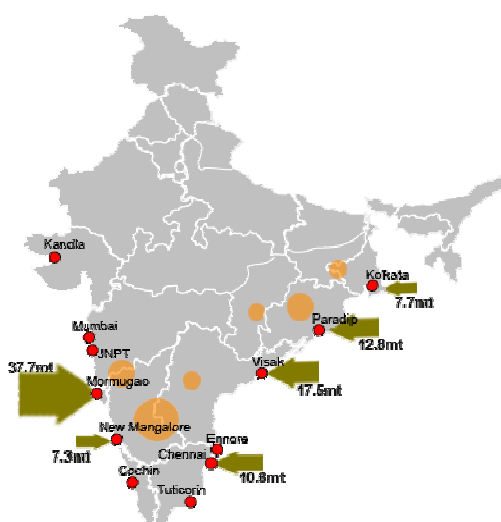 Kandla
Kolkata
7.7mt
Mumbai
JNPT
Paradip
12.8mt
37.7mt
Visak
Mormugao
17.5mt
New Mangalore
7.3mt
Ennore
Chennai
10.8mt
Cochin
Tuticorin